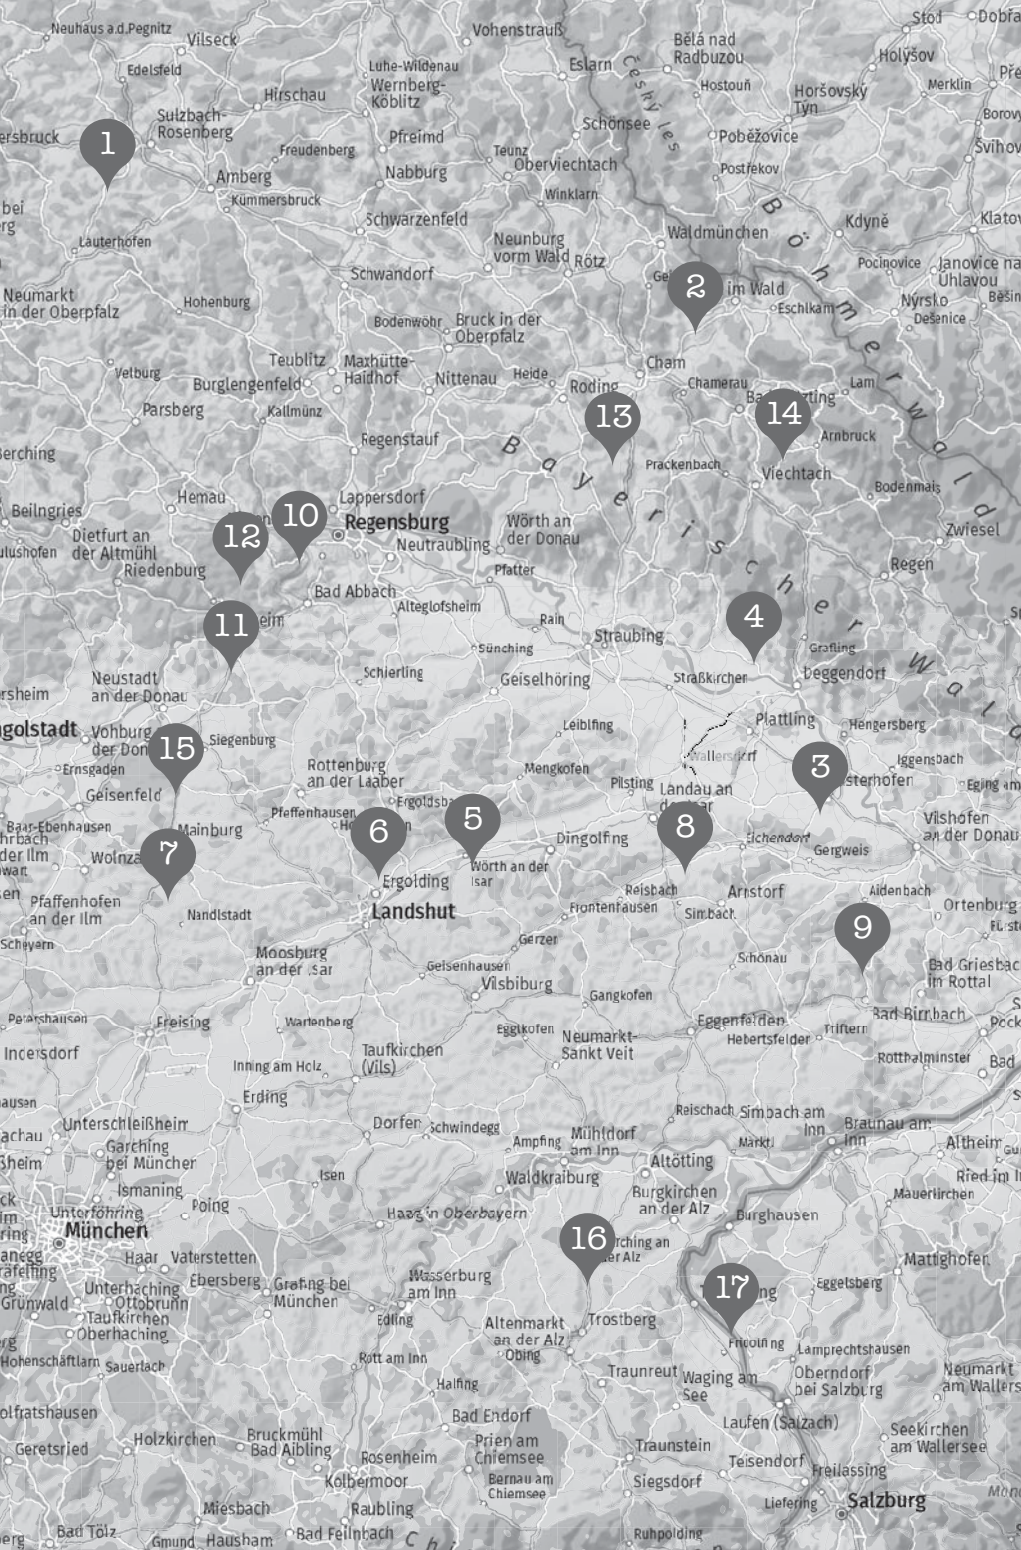 Neuhaus a.d.Pegnitz
Vilseck
Vohenstrauß
Bělá nad
Radbuzou
Stod
Holýšov
Edelsfeld
Luhe-Wildenau
Wernberg-
Köblitz
Eslarn
Český les
Hostouň
Horšovský
Týn
Merklin
Hirschau
Sulzbach-
Rosenberg
Pfreimd
Schönsee
Poběžovice
1
Freudenberg
Teunz
Oberviechtach
Postřekov
Amberg
Nabburg
Winklarn
Kümmersbruck
Böhmerwald
Schwarzenfeld
Kdyně
Waldmünchen
Lauterhofen
Neunburg
vorm Wald
Rötz
Pocinovice
Janovice na
Úhlavou
Schwandorf
2
im Wald
Neumarkt
in der Oberpfalz
Hohenburg
Eschlkam
Nýrsko
Dešenice
Bodenwöhr
Bruck in der
Oberpfalz
Teublitz
Maxhütte-
Haidhof
Cham
Velburg
Burglengenfeld
Nittenau
Heide
Roding
Chamerau
Lam
Parsberg
Kallmünz
13
14
Regenstauf
Arnbruck
Bayerischer Wald
Prackenbach
Viechtach
Bodenmais
Hemau
Lappersdorf
Beilngries
10
Regensburg
Wörth an
der Donau
Zwiesel
12
Dietfurt an
der Altmühl
Neutraubling
Riedenburg
Pfatter
Regen
Bad Abbach
Alteglofsheim
4
11
Rain
Straubing
Grafling
Sünching
Neustadt
an der Donau
Schierling
Geiselhöring
Straßkirchen
Deggendorf
Vohburg
Plattling
Hengersberg
15
Siegenburg
Leiblfing
Wallersdorf
Iggensbach
Ernsgaden
Rottenburg
an der Laaber
Mengkofen
3
Geisenfeld
Pilsting
Landau an
Pfeffenhausen
6
5
8
Vilshofen
an der Donau
Baar-Ebenhausen
Mainburg
Dingolfing
Eichendorf
Gergweis
7
Wörth an der
Isar
Pfaffenhofen
an der Ilm
Ergolding
Reisbach
Arnstorf
Aidenbach
Nandlstadt
Landshut
Frontenhausen
Simbach
Ortenburg
9
Scheyern
Gerzen
Moosburg
Geisenhausen
Schönau
Bad Griesbach
im Rottal
Vilsbiburg
Gangkofen
Bad Birnbach
Petershausen
Freising
Wartenberg
Egglkofen
Neumarkt-
Sankt Veit
Eggenfelden
Hebertsfelden
Triftern
Taufkirchen
(Vils)
Rotthalmünster
Inning am Holz
Erding
Reischach
Simbach am
Inn
Braunau am
Inn
Unterschleißheim
Dorfen
Schwindegg
Ampfing
Mühldorf
am Inn
Marktl
Altheim
Garching
bei München
Altötting
Ismaning
Isen
Waldkraiburg
Burgkirchen
an der Alz
Mauerkirchen
Poing
Unterföhring
Haag in Oberbayern
Burghausen
München
16
Haar
Vaterstetten
Mattighofen
Ebersberg
Wasserburg
am Inn
17
Unterhaching
Grafing bei
München
Eggelsberg
Grünwald
Ottobrunn
Taufkirchen
Edling
Altenmarkt
an der Alz
Trostberg
Oberhaching
Obing
Fridolfing
Lamprechtshausen
Hohenschäftlarn
Sauerlach
Rott am Inn
Traunreut
Waging am
See
Oberndorf
bei Salzburg
Neumarkt
am Wallers
Halfing
Bad Endorf
Laufen (Salzach)
Holzkirchen
Bruckmühl
Bad Aibling
Prien am
Chiemsee
Traunstein
Seekirchen
am Wallersee
Geretsried
Rosenheim
Teisendorf
Freilassing
Kolbermoor
Bernau am
Chiemsee
Siegsdorf
Miesbach
Raubling
Liefering
Salzburg
Bad Tölz
Gmund
Hausham
Bad Feilnbach
Ruhpolding